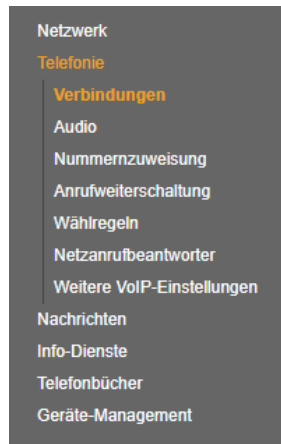 Netzwerk
Telefonie
Verbindungen
Audio
Nummernzuweisung
Anrufweiterschaltung
Wählregeln
Netzanrufbeantworter
Weitere VoIP-Einstellungen
Nachrichten
Info-Dienste
Telefonbücher
Geräte-Management